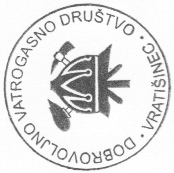 DOBROVOLJNO VATROGASNO DRUŠTVO • VRATIŠINEC •